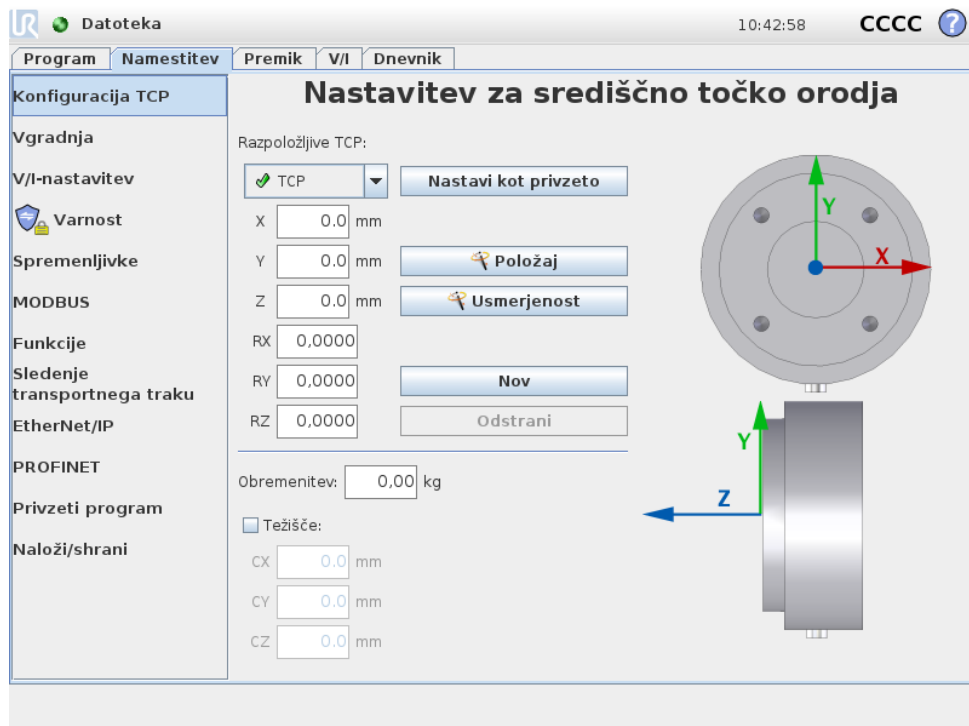 UR Datoteka 10:42:58 CCCC ?
Program Namestitev Premik V/I Dnevnik
Konfiguracija TCP
Vgradnja
V/I-nastavitev
Varnost
Spremenljivke
MODBUS
Funkcije
Sledenje
transportnega traku
EtherNet/IP
PROFINET
Privzeti program
Naloži/shrani
Nastavitev za središčno točko orodja
Razpoložljive TCP:
TCP Nastavi kot privzeto
X 0.0 mm
Y 0.0 mm Položaj
Z 0.0 mm Usmerjenost
RX 0,0000
RY 0,0000 Nov
RZ 0,0000 Odstrani
Obremenitev: 0,00 kg
Težišče:
CX 0.0 mm
CY 0.0 mm
CZ 0.0 mm
Y
X
Y
Z